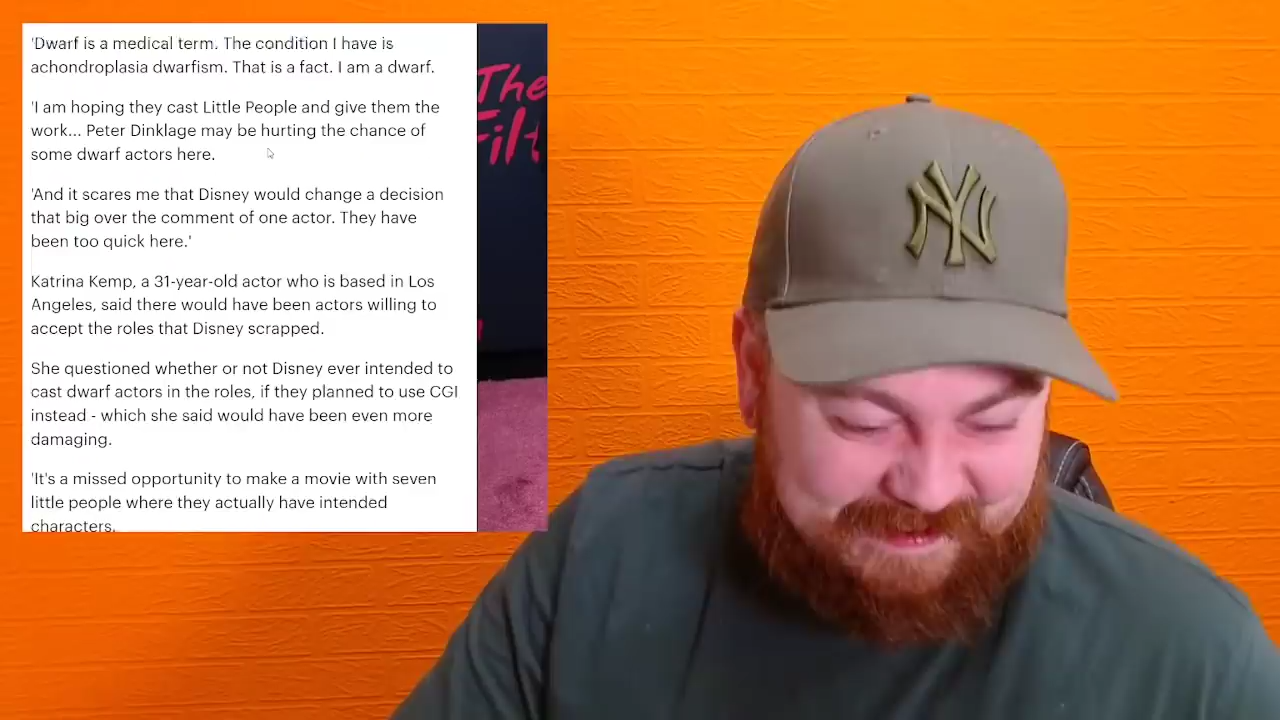 'Dwarf is a medical term. The condition I have is
achondroplasia dwarfism. That is a fact. I am a dwarf.
'I am hoping they cast Little People and give them the
work... Peter Dinklage may be hurting the chance of
some dwarf actors here.
'And it scares me that Disney would change a decision
that big over the comment of one actor. They have
been too quick here.'
Katrina Kemp, a 31-year-old actor who is based in Los
Angeles, said there would have been actors willing to
accept the roles that Disney scrapped.
She questioned whether or not Disney ever intended to
cast dwarf actors in the roles, if they planned to use CGI
instead - which she said would have been even more
damaging.
'It's a missed opportunity to make a movie with seven
little people where they actually have intended
characters.
The
Filt
NY